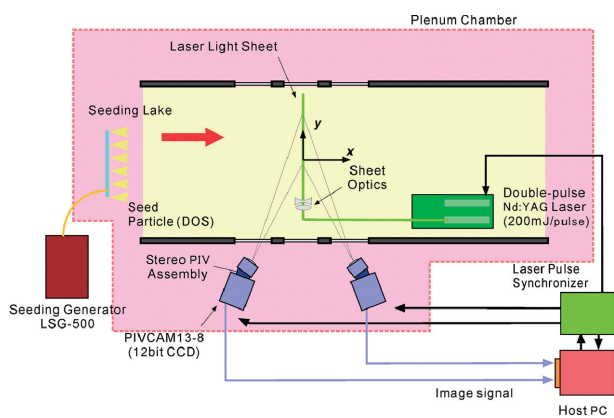 Plenum Chamber
Laser Light Sheet
Seeding Lake
y
x
Sheet
Optics
Double-pulse
Nd:YAG Laser
(200mJ/pulse)
Seed
Particle (DOS)
Stereo PIV
Assembly
Laser Pulse
Synchronizer
Seeding Generator
LSG-500
PIVCAM13-8
(12bit CCD)
Image signal
Host PC